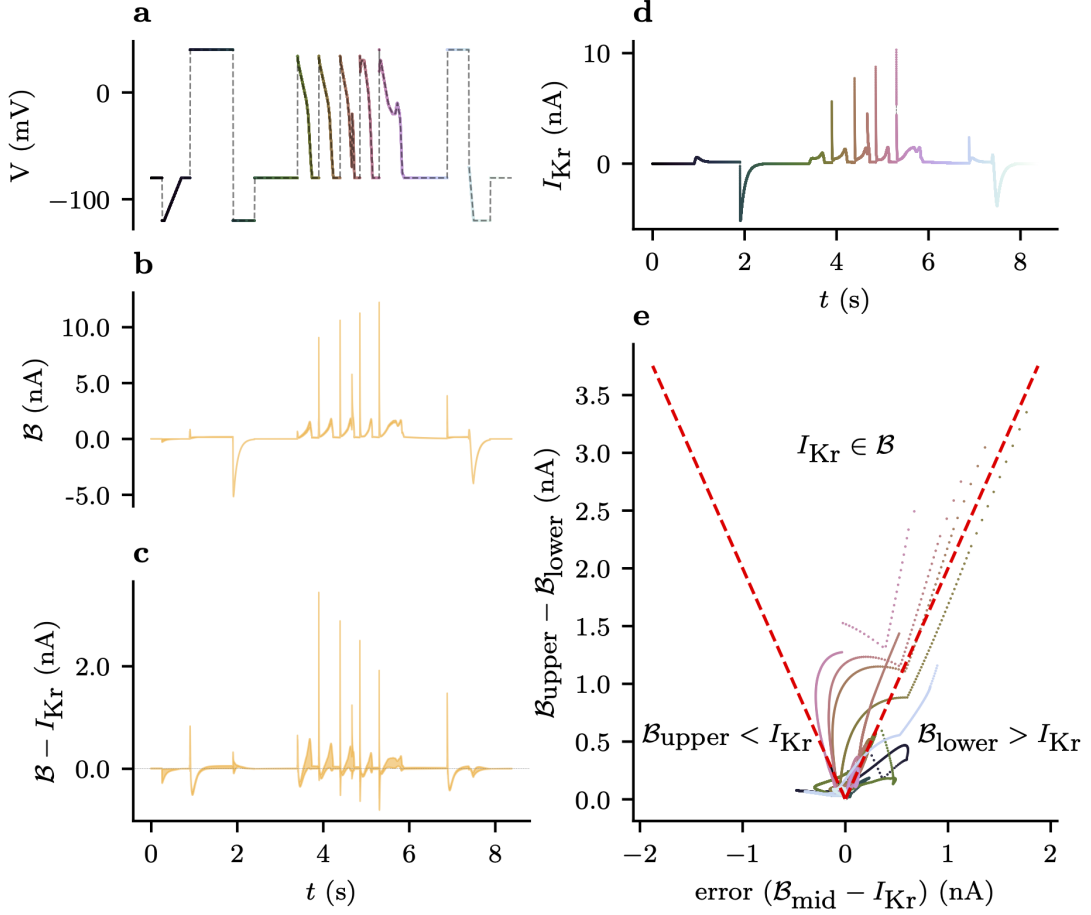 a
V (mV)
0
−100
b
ℬ (nA)
10.0
5.0
0.0
-5.0
c
ℬ − I_Kr (nA)
2.0
0.0
0 2 4 6 8
t (s)
d
I_Kr (nA)
10
5
0
0 2 4 6 8
t (s)
e
ℬ_upper − ℬ_lower (nA)
3.5
3.0
2.5
2.0
1.5
1.0
0.5
0.0
I_Kr ∈ ℬ
ℬ_upper < I_Kr
ℬ_lower > I_Kr
−2 −1 0 1 2
error (ℬ_mid − I_Kr) (nA)